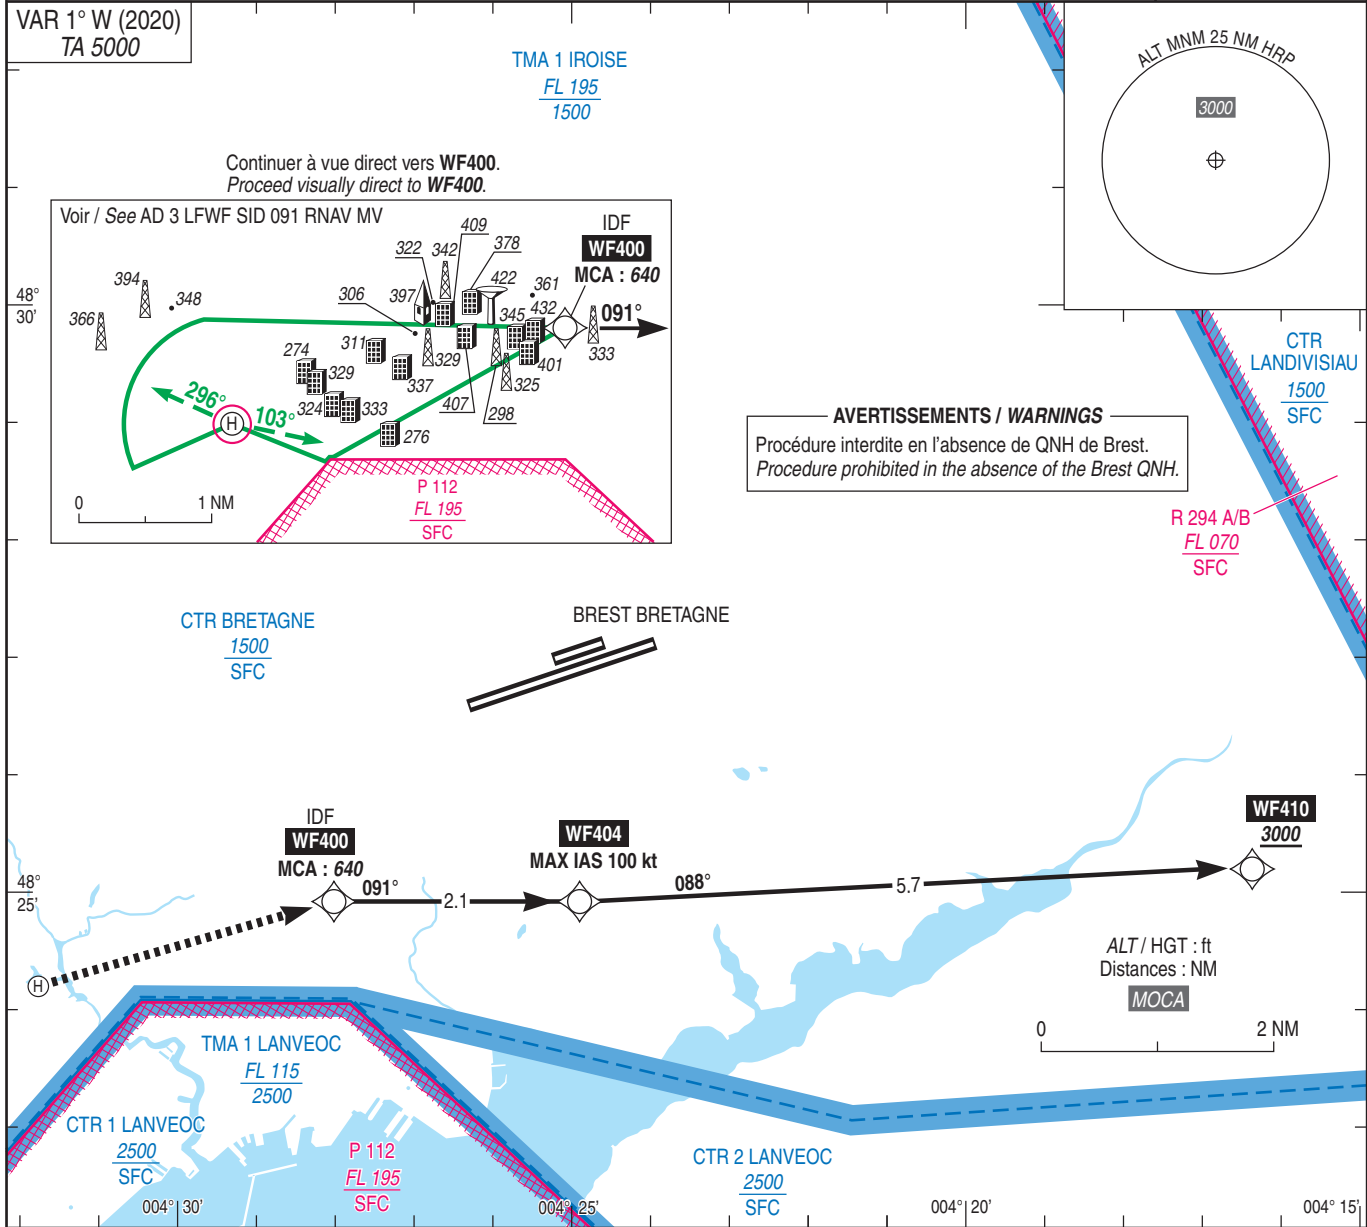 VAR 1° W (2020)
TA 5000
TMA 1 IROISE
FL 195
1500
ALT MNM 25 NM HRP
3000
Continuer à vue direct vers WF400.
Proceed visually direct to WF400.
Voir / See AD 3 LFWF SID 091 RNAV MV
IDF
WF400
MCA : 640
091°
409
322
342
378
422
361
394
348
366
306
397
345
432
333
274
311
329
329
337
401
325
324
333
407
298
276
296°
103°
H
0
1 NM
P 112
FL 195
SFC
48°
30'
CTR
LANDIVISIAU
1500
SFC
AVERTISSEMENTS / WARNINGS
Procédure interdite en l'absence de QNH de Brest.
Procedure prohibited in the absence of the Brest QNH.
R 294 A/B
FL 070
SFC
CTR BRETAGNE
1500
SFC
BREST BRETAGNE
IDF
WF400
MCA : 640
091°
2.1
WF404
MAX IAS 100 kt
088°
5.7
WF410
3000
48°
25'
H
ALT / HGT : ft
Distances : NM
MOCA
0
2 NM
TMA 1 LANVEOC
FL 115
2500
CTR 1 LANVEOC
2500
SFC
P 112
FL 195
SFC
CTR 2 LANVEOC
2500
SFC
004° 30'
004° 25'
004° 20'
004° 15'